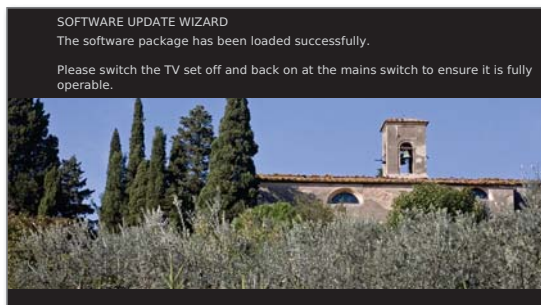 SOFTWARE UPDATE WIZARD
The software package has been loaded successfully.
Please switch the TV set off and back on at the mains switch to ensure it is fully
operable.